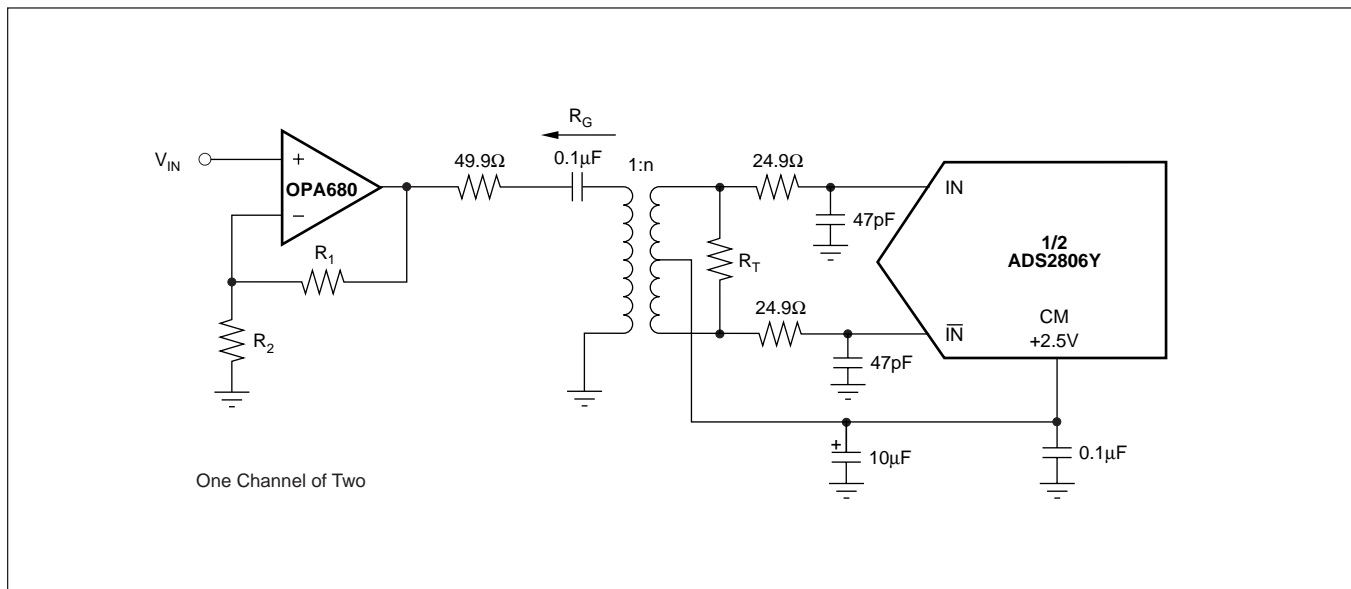 R_G
V_IN
+
OPA680
−
49.9Ω
0.1μF
1:n
24.9Ω
IN
47pF
1/2
ADS2806Y
R_1
R_T
24.9Ω
CM
+2.5V
I̅N̅
R_2
47pF
+
10μF
0.1μF
One Channel of Two